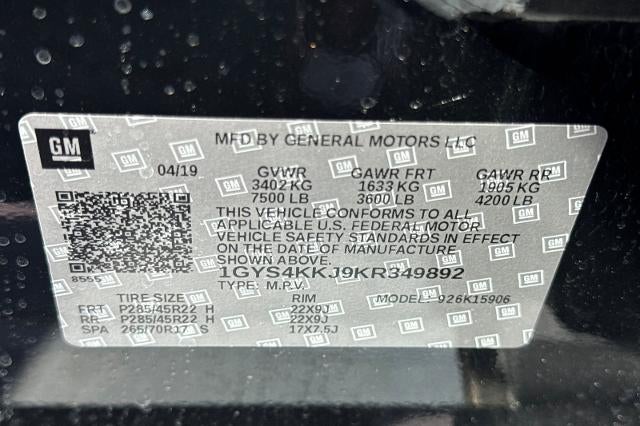 GM
MFD BY GENERAL MOTORS LLC
04/19 GVWR GAWR FRT GAWR RR
3402 KG 1633 KG 1905 KG
7500 LB 3600 LB 4200 LB
THIS VEHICLE CONFORMS TO ALL
APPLICABLE U.S. FEDERAL MOTOR
VEHICLE SAFETY STANDARDS IN EFFECT
ON THE DATE OF MANUFACTURE
SHOWN ABOVE.
8555
1GYS4KKJ9KR349892
TYPE: M.P.V.
TIRE SIZE RIM MODEL: 926K15906
FRT P285/45R22 H 22X9J
RR P285/45R22 H 22X9J
SPA 265/70R17 S 17X7.5J